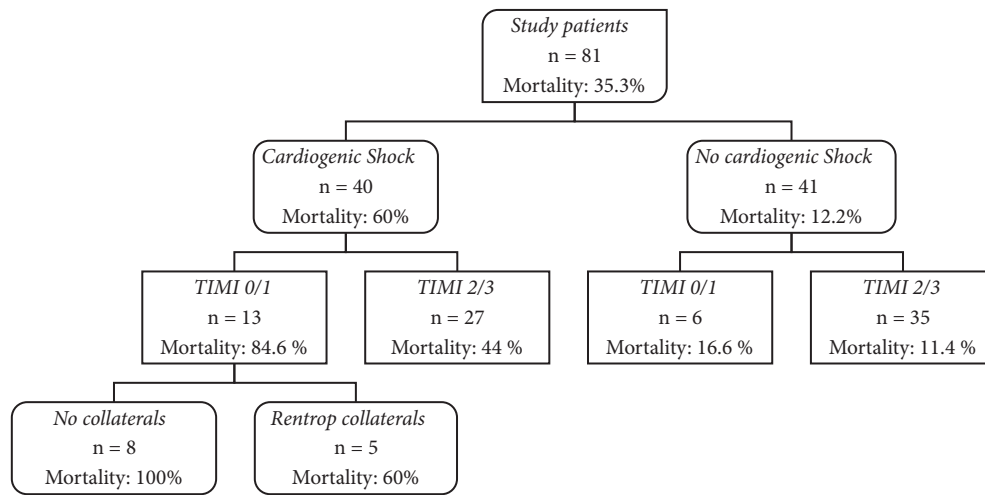 Study patients
n = 81
Mortality: 35.3%
Cardiogenic Shock
n = 40
Mortality: 60%
No cardiogenic Shock
n = 41
Mortality: 12.2%
TIMI 0/1
n = 13
Mortality: 84.6 %
TIMI 2/3
n = 27
Mortality: 44 %
TIMI 0/1
n = 6
Mortality: 16.6 %
TIMI 2/3
n = 35
Mortality: 11.4 %
No collaterals
n = 8
Mortality: 100%
Rentrop collaterals
n = 5
Mortality: 60%